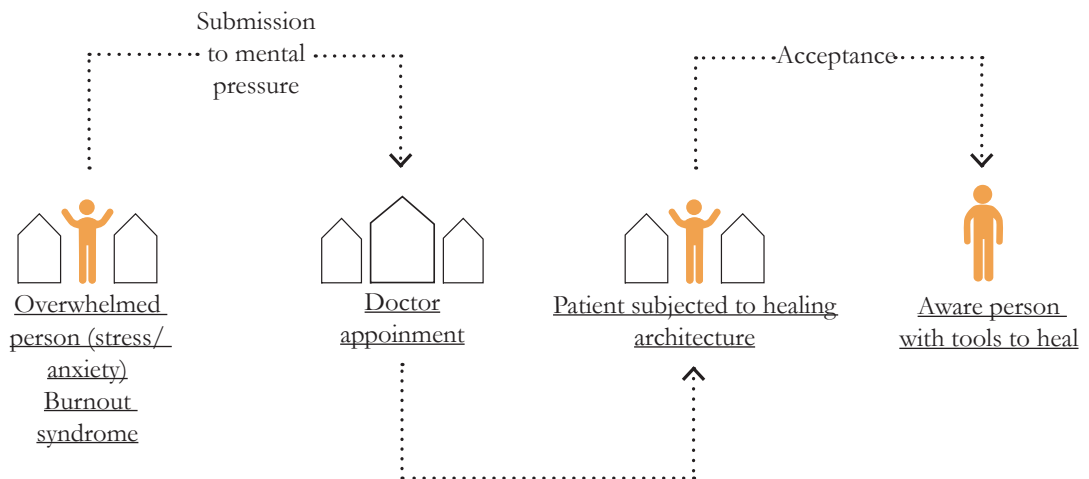 Submission
to mental
pressure
Acceptance
Overwhelmed
person (stress/
anxiety)
Burnout
syndrome
Doctor
appoinment
Patient subjected to healing
architecture
Aware person
with tools to heal